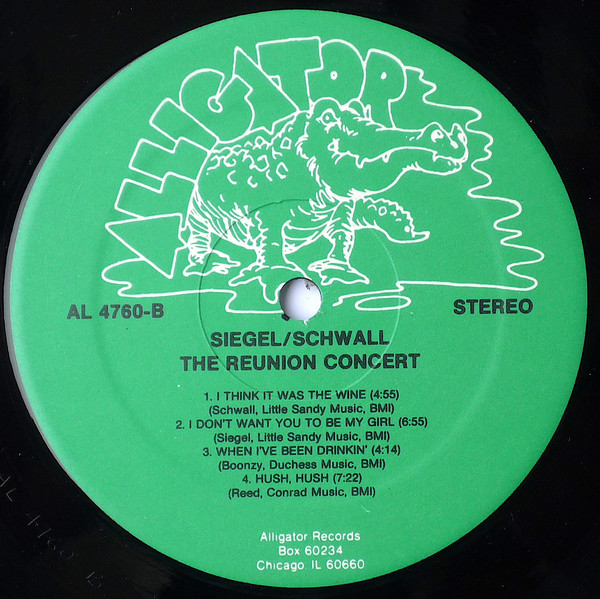 ALLIGATOR
AL 4760-B
STEREO
SIEGEL/SCHWALL
THE REUNION CONCERT
1. I THINK IT WAS THE WINE (4:55)
(Schwall, Little Sandy Music, BMI)
2. I DON'T WANT YOU TO BE MY GIRL (6:55)
(Siegel, Little Sandy Music, BMI)
3. WHEN I'VE BEEN DRINKIN' (4:14)
(Boonzy, Duchess Music, BMI)
4. HUSH, HUSH (7:22)
(Reed, Conrad Music, BMI)
Alligator Records
Box 60234
Chicago IL 60660
AL 4760 B